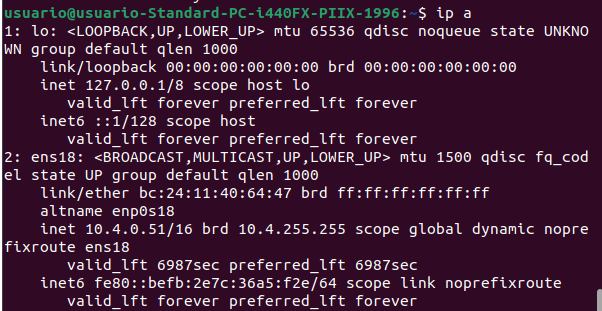 usuario@usuario-Standard-PC-i440FX-PIIX-1996:~$ ip a
1: lo: <LOOPBACK,UP,LOWER_UP> mtu 65536 qdisc noqueue state UNKNO
WN group default qlen 1000
    link/loopback 00:00:00:00:00:00 brd 00:00:00:00:00:00
    inet 127.0.0.1/8 scope host lo
       valid_lft forever preferred_lft forever
    inet6 ::1/128 scope host
       valid_lft forever preferred_lft forever
2: ens18: <BROADCAST,MULTICAST,UP,LOWER_UP> mtu 1500 qdisc fq_cod
el state UP group default qlen 1000
    link/ether bc:24:11:40:64:47 brd ff:ff:ff:ff:ff:ff
    altname enp0s18
    inet 10.4.0.51/16 brd 10.4.255.255 scope global dynamic nopre
fixroute ens18
       valid_lft 6987sec preferred_lft 6987sec
    inet6 fe80::befb:2e7c:36a5:f2e/64 scope link noprefixroute
       valid_lft forever preferred_lft forever